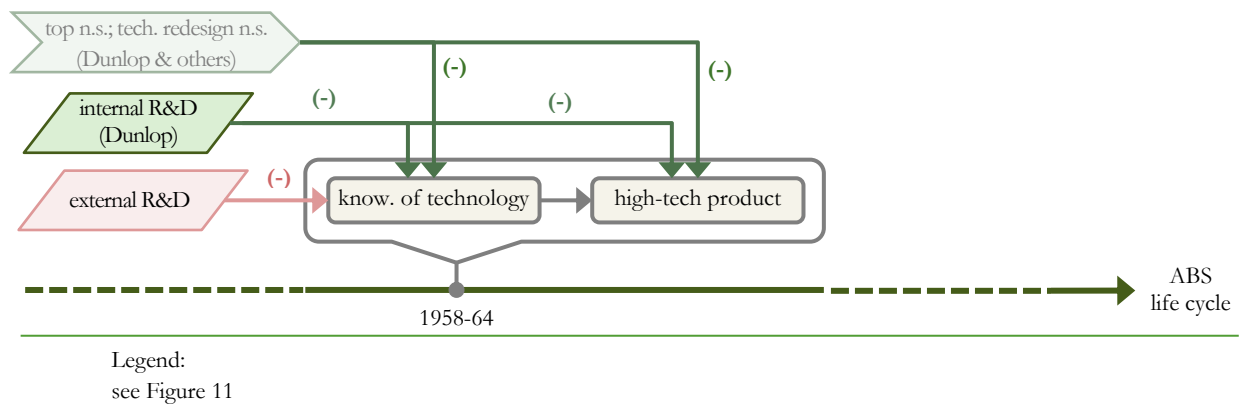 top n.s.; tech. redesign n.s.
(Dunlop & others)
(-)
(-)
internal R&D
(Dunlop)
(-)
(-)
external R&D
(-)
know. of technology
high-tech product
ABS
life cycle
1958-64
Legend:
see Figure 11